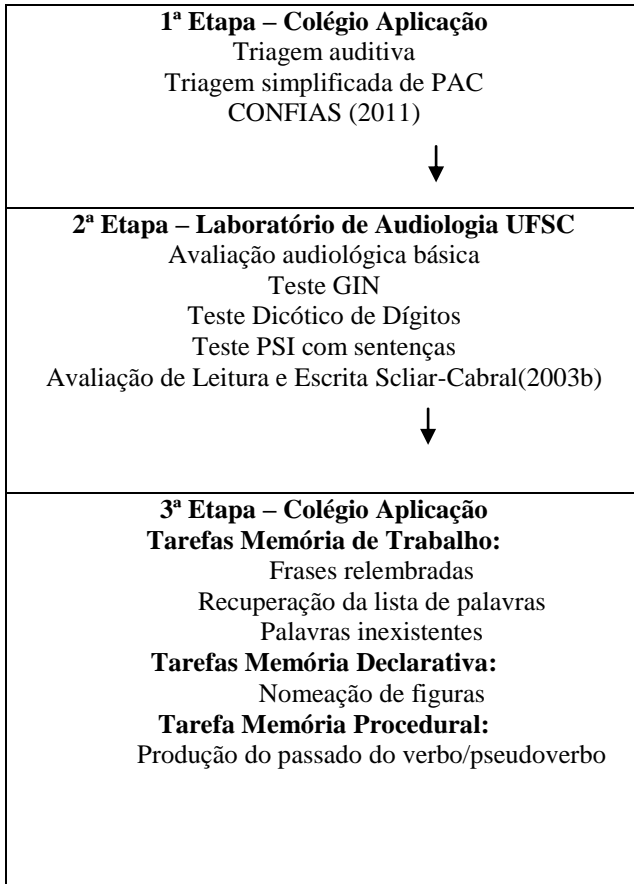 1ª Etapa – Colégio Aplicação
Triagem auditiva
Triagem simplificada de PAC
CONFIAS (2011)
2ª Etapa – Laboratório de Audiologia UFSC
Avaliação audiológica básica
Teste GIN
Teste Dicótico de Dígitos
Teste PSI com sentenças
Avaliação de Leitura e Escrita Scliar-Cabral(2003b)
3ª Etapa – Colégio Aplicação
Tarefas Memória de Trabalho:
Frases relembradas
Recuperação da lista de palavras
Palavras inexistentes
Tarefas Memória Declarativa:
Nomeação de figuras
Tarefa Memória Procedural:
Produção do passado do verbo/pseudoverbo